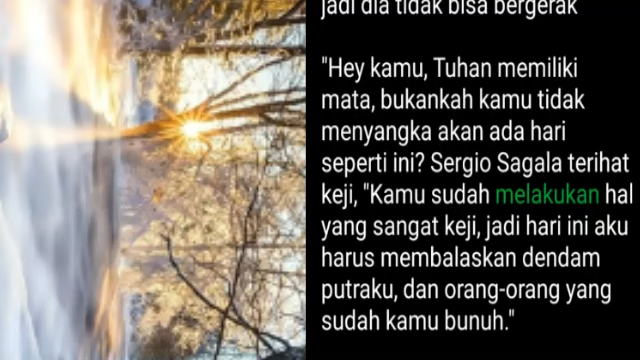 jadi dia tidak bisa bergerak
"Hey kamu, Tuhan memiliki
mata, bukankah kamu tidak
menyangka akan ada hari
seperti ini? Sergio Sagala terihat
keji, "Kamu sudah melakukan hal
yang sangat keji, jadi hari ini aku
harus membalaskan dendam
putraku, dan orang-orang yang
sudah kamu bunuh."